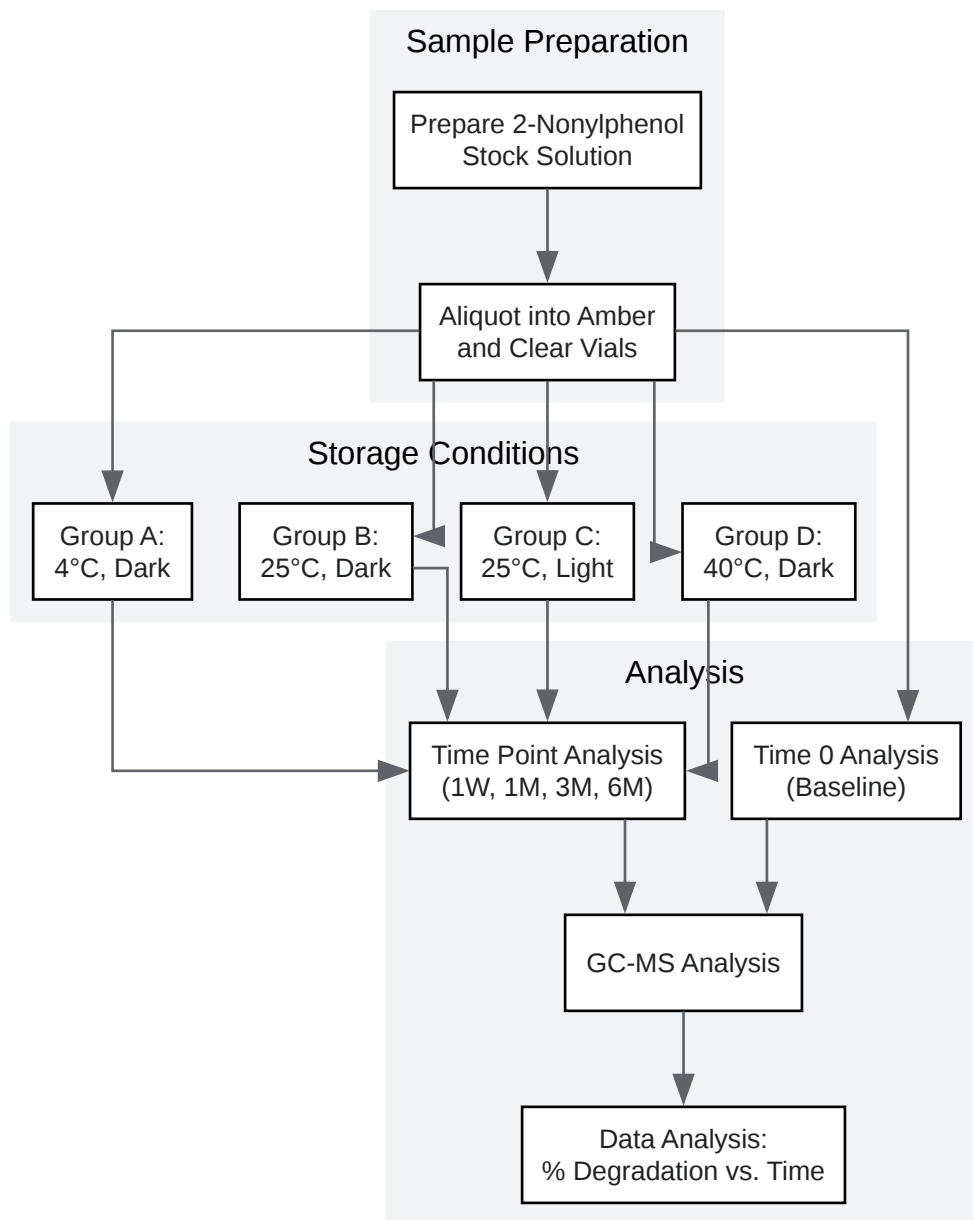 Sample Preparation
Prepare 2-Nonylphenol
Stock Solution
Aliquot into Amber
and Clear Vials
Storage Conditions
Group A:
4°C, Dark
Group B:
25°C, Dark
Group C:
25°C, Light
Group D:
40°C, Dark
Analysis
Time Point Analysis
(1W, 1M, 3M, 6M)
Time 0 Analysis
(Baseline)
GC-MS Analysis
Data Analysis:
% Degradation vs. Time